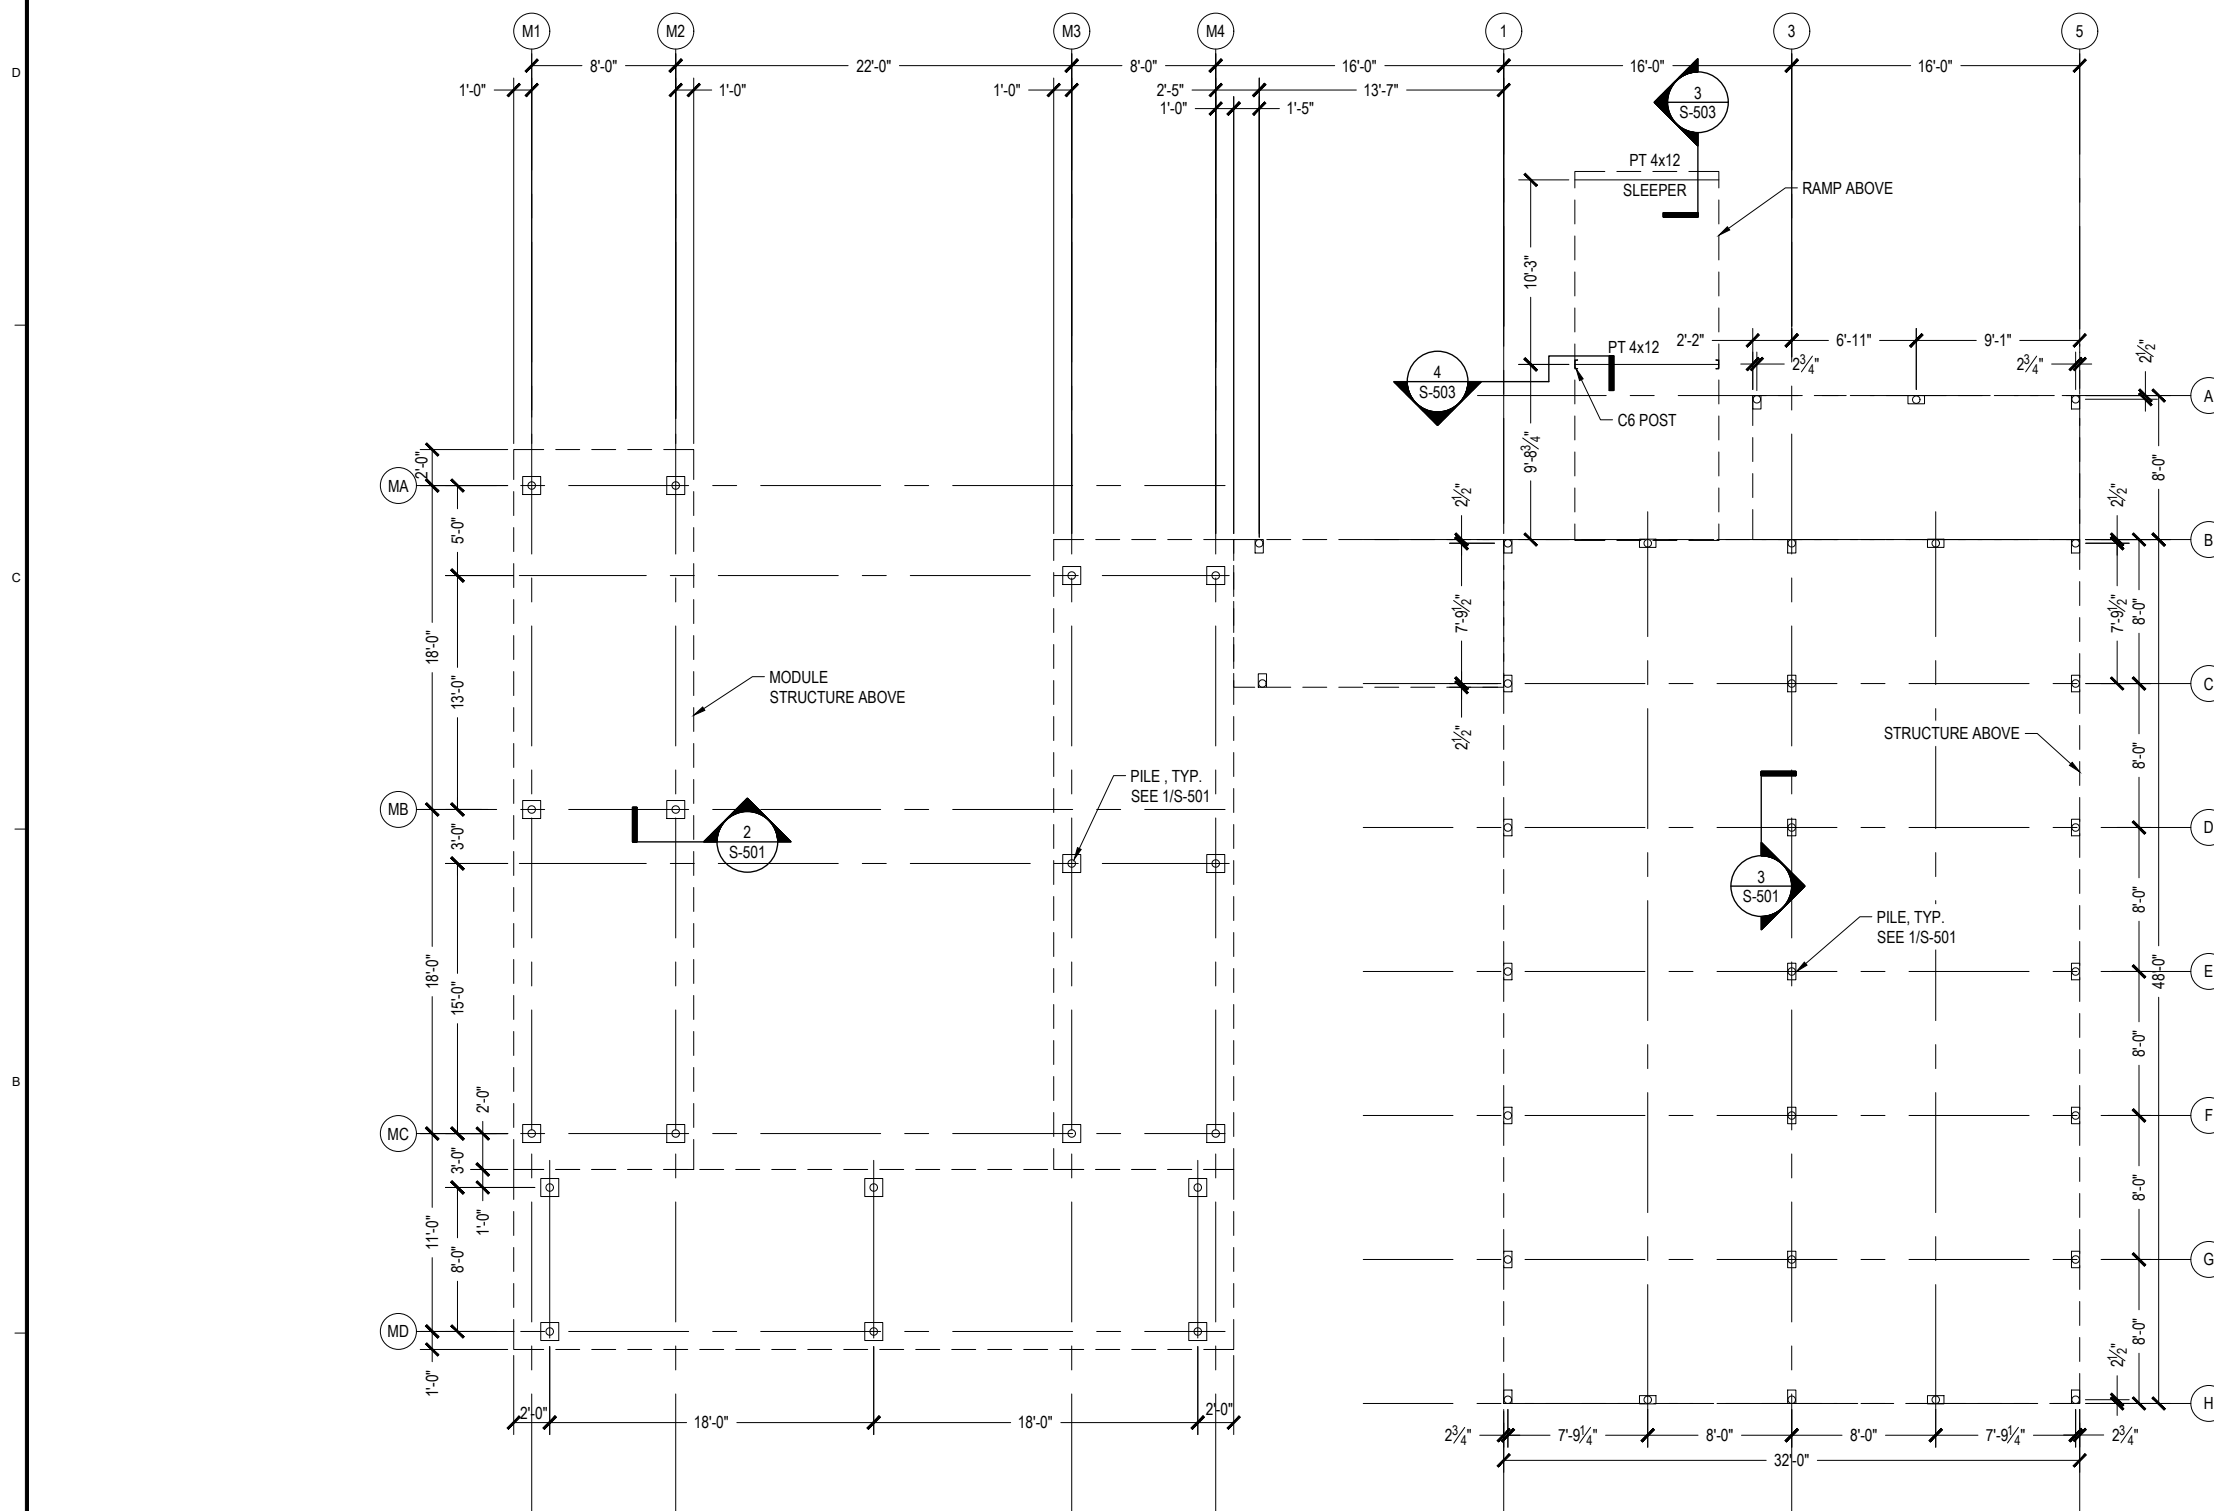 M1
M2
M3
M4
1
3
5
D
8'-0"
22'-0"
8'-0"
16'-0"
16'-0"
16'-0"
1'-0"
1'-0"
1'-0"
2'-5"
13'-7"
1'-0"
1'-5"
3
S-503
PT 4x12
SLEEPER
RAMP ABOVE
10'-3"
2'-2"
6'-11"
9'-1"
PT 4x12
2¾"
2¾"
2½"
4
S-503
A
C6 POST
9'-8¾"
8'-0"
2'-0"
MA
2½"
2½"
5'-0"
B
C
18'-0"
7'-9½"
7'-9½"
8'-0"
MODULE
STRUCTURE ABOVE
13'-0"
C
2½"
STRUCTURE ABOVE
8'-0"
PILE , TYP.
SEE 1/S-501
MB
3'-0"
2
S-501
D
3
S-501
8'-0"
PILE, TYP.
SEE 1/S-501
18'-0"
15'-0"
E
48'-0"
8'-0"
B
2'-0"
MC
F
3'-0"
1'-0"
11'-0"
8'-0"
8'-0"
G
MD
1'-0"
8'-0"
2½"
H
2'-0"
18'-0"
18'-0"
2'-0"
2¾"
7'-9¼"
8'-0"
8'-0"
7'-9¼"
2¾"
32'-0"